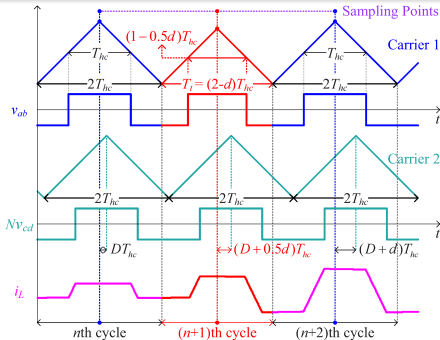 Sampling Points
(1−0.5d)T_hc
Carrier 1
T_hc
T_hc
2T_hc
T_l = (2-d)T_hc
2T_hc
v_ab
t
Carrier 2
2T_hc
2T_hc
2T_hc
Nv_cd
t
DT_hc
(D+0.5d)T_hc
(D+d)T_hc
i_L
nth cycle
(n+1)th cycle
(n+2)th cycle